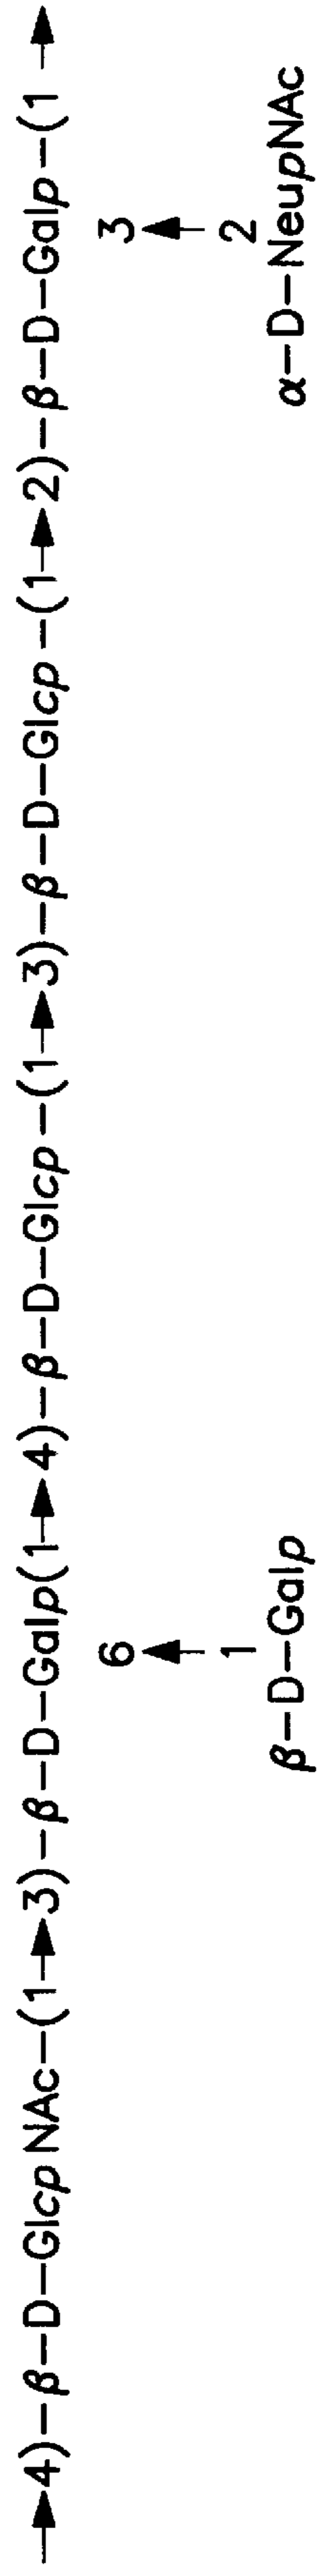 →4)–β–D–GlcpNAc–(1→3)–β–D–Galp(1→4)–β–D–Glcp–(1→3)–β–D–Glcp–(1→2)–β–D–Galp–(1→
6 3
↑ ↑
1 2
β–D–Galp α–D–NeupNAc